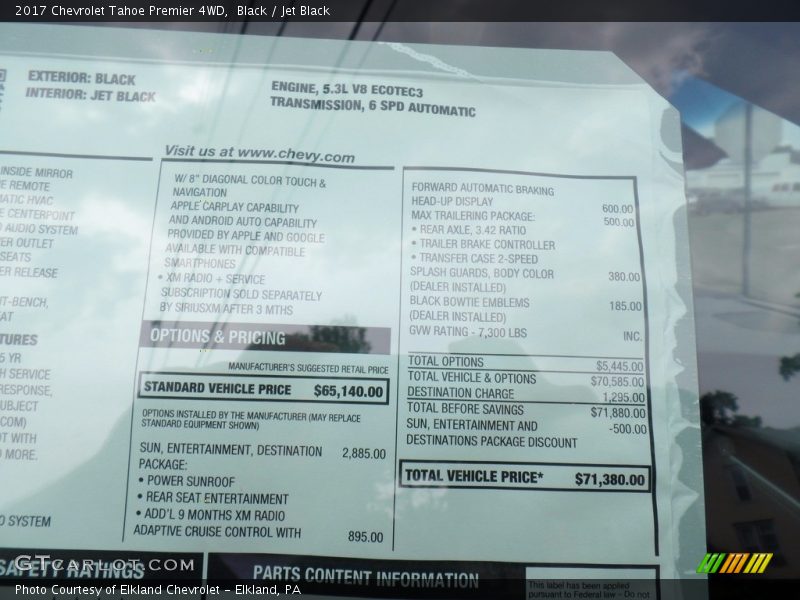 2017 Chevrolet Tahoe Premier 4WD,  Black / Jet Black
EXTERIOR: BLACK
INTERIOR: JET BLACK
ENGINE, 5.3L V8 ECOTEC3
TRANSMISSION, 6 SPD AUTOMATIC
Visit us at www.chevy.com
INSIDE MIRROR
REMOTE
HVAC
CENTERPOINT
AUDIO SYSTEM
OUTLET
SEATS
RELEASE
BENCH,
5 YR
SERVICE
RESPONSE,
WITH
MORE.
SYSTEM
W/ 8" DIAGONAL COLOR TOUCH &
NAVIGATION
APPLE CARPLAY CAPABILITY
AND ANDROID AUTO CAPABILITY
PROVIDED BY APPLE AND GOOGLE
AVAILABLE WITH COMPATIBLE
SMARTPHONES
• XM RADIO + SERVICE
SUBSCRIPTION SOLD SEPARATELY
BY SIRIUSXM AFTER 3 MTHS
OPTIONS & PRICING
MANUFACTURER'S SUGGESTED RETAIL PRICE
STANDARD VEHICLE PRICE $65,140.00
OPTIONS INSTALLED BY THE MANUFACTURER (MAY REPLACE
STANDARD EQUIPMENT SHOWN)
SUN, ENTERTAINMENT, DESTINATION 2,885.00
PACKAGE:
• POWER SUNROOF
• REAR SEAT ENTERTAINMENT
• ADD'L 9 MONTHS XM RADIO
ADAPTIVE CRUISE CONTROL WITH 895.00
FORWARD AUTOMATIC BRAKING
HEAD-UP DISPLAY 600.00
MAX TRAILERING PACKAGE: 500.00
• REAR AXLE, 3.42 RATIO
• TRAILER BRAKE CONTROLLER
• TRANSFER CASE 2-SPEED
SPLASH GUARDS, BODY COLOR 380.00
(DEALER INSTALLED)
BLACK BOWTIE EMBLEMS 185.00
(DEALER INSTALLED)
GVW RATING - 7,300 LBS INC.
TOTAL OPTIONS $5,445.00
TOTAL VEHICLE & OPTIONS $70,585.00
DESTINATION CHARGE 1,295.00
TOTAL BEFORE SAVINGS $71,880.00
SUN, ENTERTAINMENT AND -500.00
DESTINATIONS PACKAGE DISCOUNT
TOTAL VEHICLE PRICE* $71,380.00
SAFETY RATINGS
PARTS CONTENT INFORMATION
This label has been applied
pursuant to Federal law - Do not
GTcarlot.com
Photo Courtesy of Elkland Chevrolet – Elkland, PA